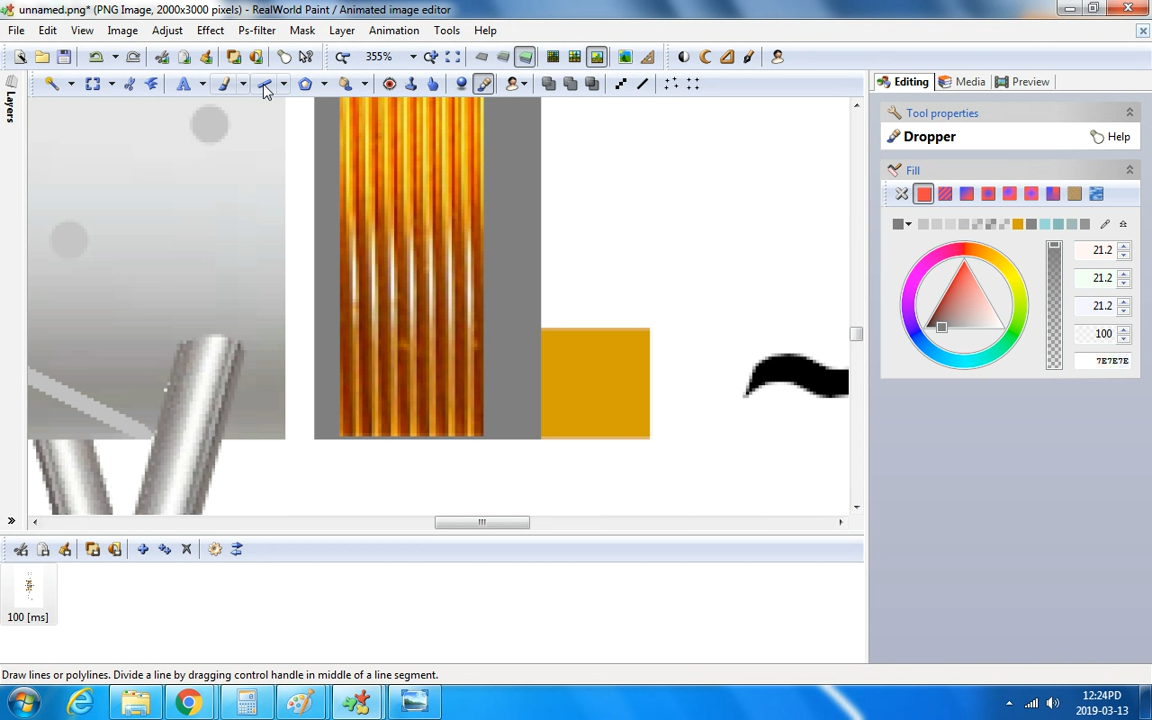 unnamed.png* (PNG Image, 2000x3000 pixels) - RealWorld Paint / Animated image editor
File Edit View Image Adjust Effect Ps-filter Mask Layer Animation Tools Help
355%
Layers
Editing Media Preview
Tool properties
Dropper Help
Fill
21.2
21.2
21.2
100
7E7E7E
100 [ms]
Draw lines or polylines. Divide a line by dragging control handle in middle of a line segment.
12:24PD
2019-03-13